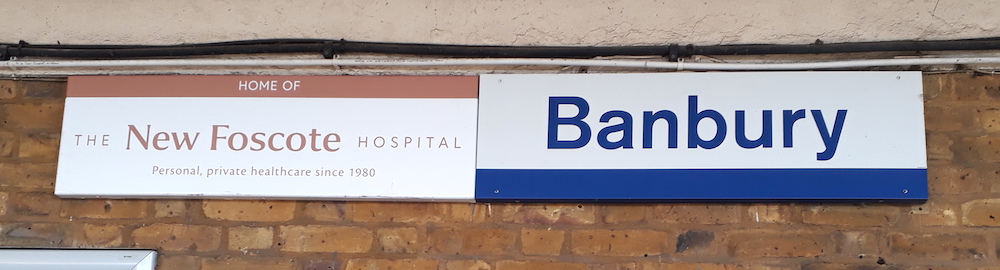 HOME OF
THE New Foscote HOSPITAL
Personal, private healthcare since 1980
Banbury